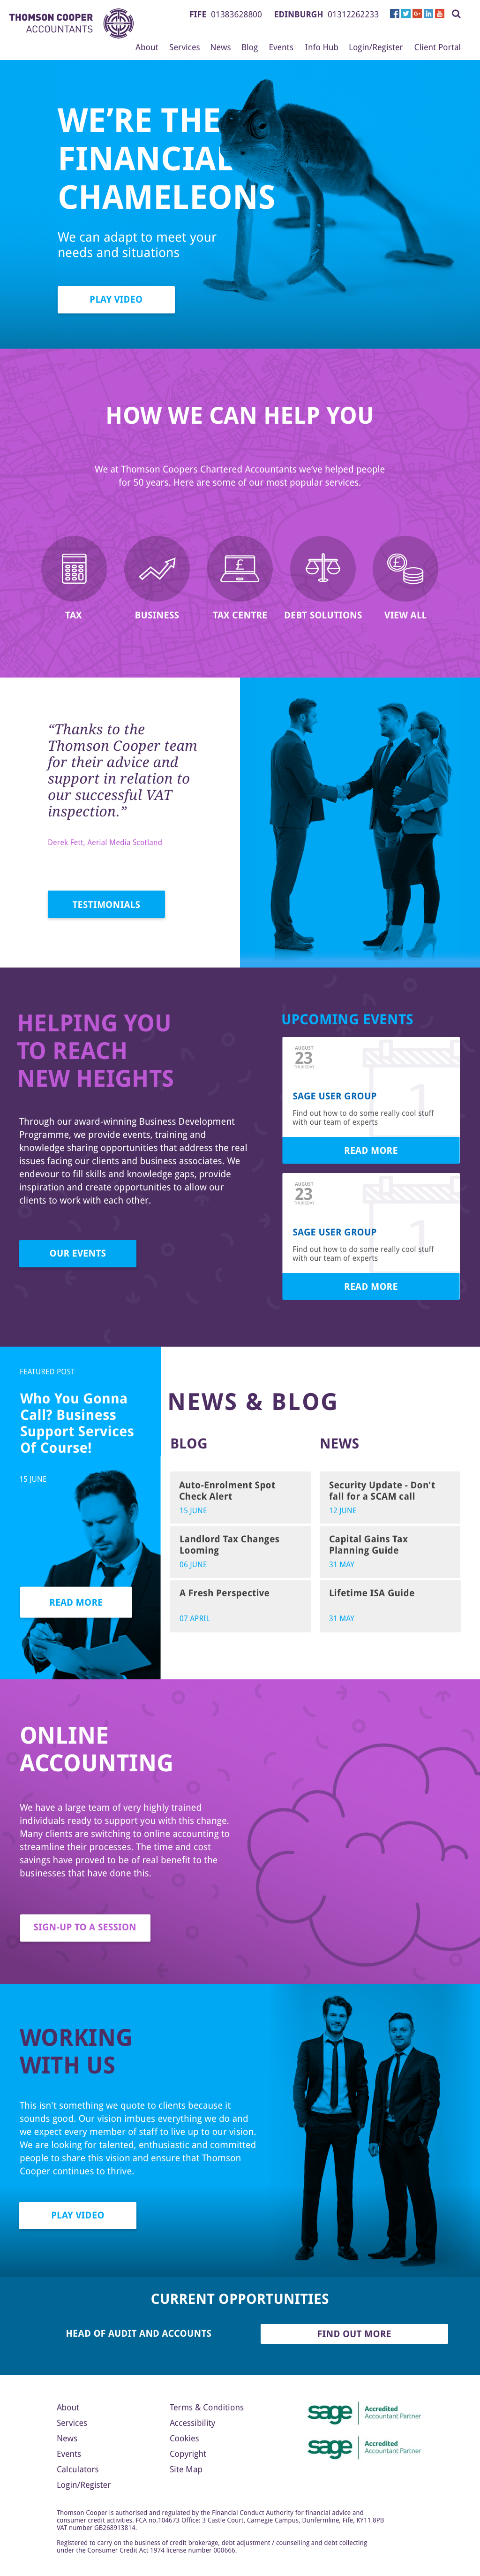 THOMSON COOPER
ACCOUNTANTS
FIFE 01383628800 EDINBURGH 01312262233
About Services News Blog Events Info Hub Login/Register Client Portal
WE'RE THE
FINANCIAL
CHAMELEONS
We can adapt to meet your
needs and situations
PLAY VIDEO
HOW WE CAN HELP YOU
We at Thomson Coopers Chartered Accountants we've helped people
for 50 years. Here are some of our most popular services.
TAX BUSINESS TAX CENTRE DEBT SOLUTIONS VIEW ALL
“Thanks to the
Thomson Cooper team
for their advice and
support in relation to
our successful VAT
inspection.”
Derek Fett, Aerial Media Scotland
TESTIMONIALS
HELPING YOU
TO REACH
NEW HEIGHTS
Through our award-winning Business Development
Programme, we provide events, training and
knowledge sharing opportunities that address the real
issues facing our clients and business associates. We
endevour to fill skills and knowledge gaps, provide
inspiration and create opportunities to allow our
clients to work with each other.
OUR EVENTS
UPCOMING EVENTS
AUGUST
23
THURSDAY
SAGE USER GROUP
Find out how to do some really cool stuff
with our team of experts
READ MORE
AUGUST
23
THURSDAY
SAGE USER GROUP
Find out how to do some really cool stuff
with our team of experts
READ MORE
FEATURED POST
Who You Gonna
Call? Business
Support Services
Of Course!
15 JUNE
READ MORE
NEWS & BLOG
BLOG
Auto-Enrolment Spot
Check Alert
15 JUNE
Landlord Tax Changes
Looming
06 JUNE
A Fresh Perspective
07 APRIL
NEWS
Security Update - Don't
fall for a SCAM call
12 JUNE
Capital Gains Tax
Planning Guide
31 MAY
Lifetime ISA Guide
31 MAY
ONLINE
ACCOUNTING
We have a large team of very highly trained
individuals ready to support you with this change.
Many clients are switching to online accounting to
streamline their processes. The time and cost
savings have proved to be of real benefit to the
businesses that have done this.
SIGN-UP TO A SESSION
WORKING
WITH US
This isn't something we quote to clients because it
sounds good. Our vision imbues everything we do and
we expect every member of staff to live up to our vision.
We are looking for talented, enthusiastic and committed
people to share this vision and ensure that Thomson
Cooper continues to thrive.
PLAY VIDEO
CURRENT OPPORTUNITIES
HEAD OF AUDIT AND ACCOUNTS FIND OUT MORE
About
Services
News
Events
Calculators
Login/Register
Terms & Conditions
Accessibility
Cookies
Copyright
Site Map
sage Accredited
Accountant Partner
sage Accredited
Accountant Partner
Thomson Cooper is authorised and regulated by the Financial Conduct Authority for financial advice and
consumer credit activities. FCA no.104673 Office: 3 Castle Court, Carnegie Campus, Dunfermline, Fife, KY11 8PB
VAT number GB268913814.
Registered to carry on the business of credit brokerage, debt adjustment / counselling and debt collecting
under the Consumer Credit Act 1974 license number 000666.